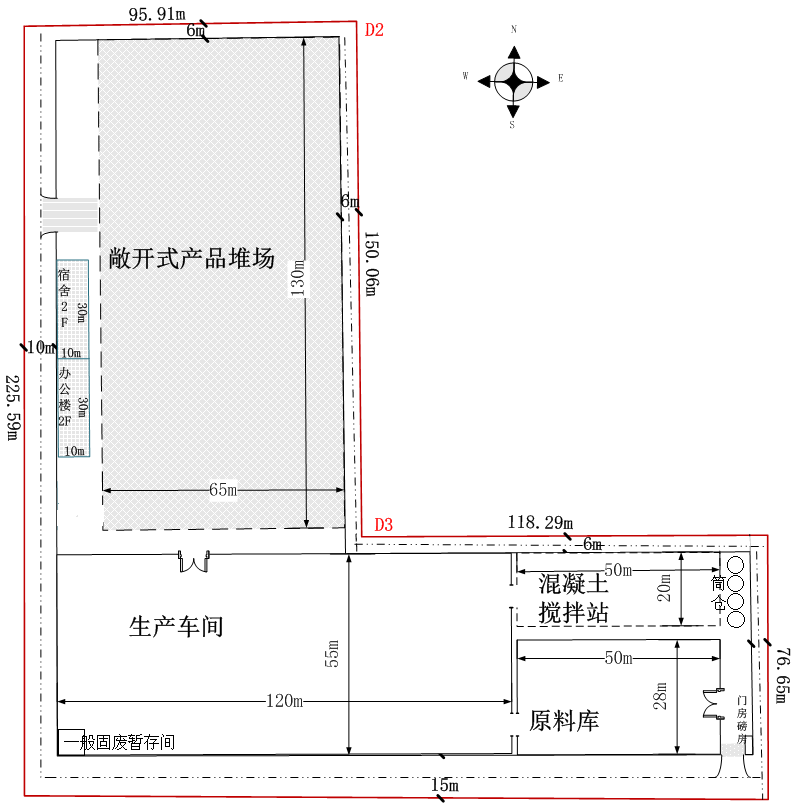 95.91m
6m
D2
N
W
E
S
6m
150.06m
敞开式产品堆场
130m
宿舍2F
30m
10m
10m
办公楼2F
30m
10m
225.59m
65m
D3
118.29m
6m
50m
混凝土
搅拌站
20m
筒仓
生产车间
55m
120m
50m
原料库
28m
门房磅房
76.65m
一般固废暂存间
15m